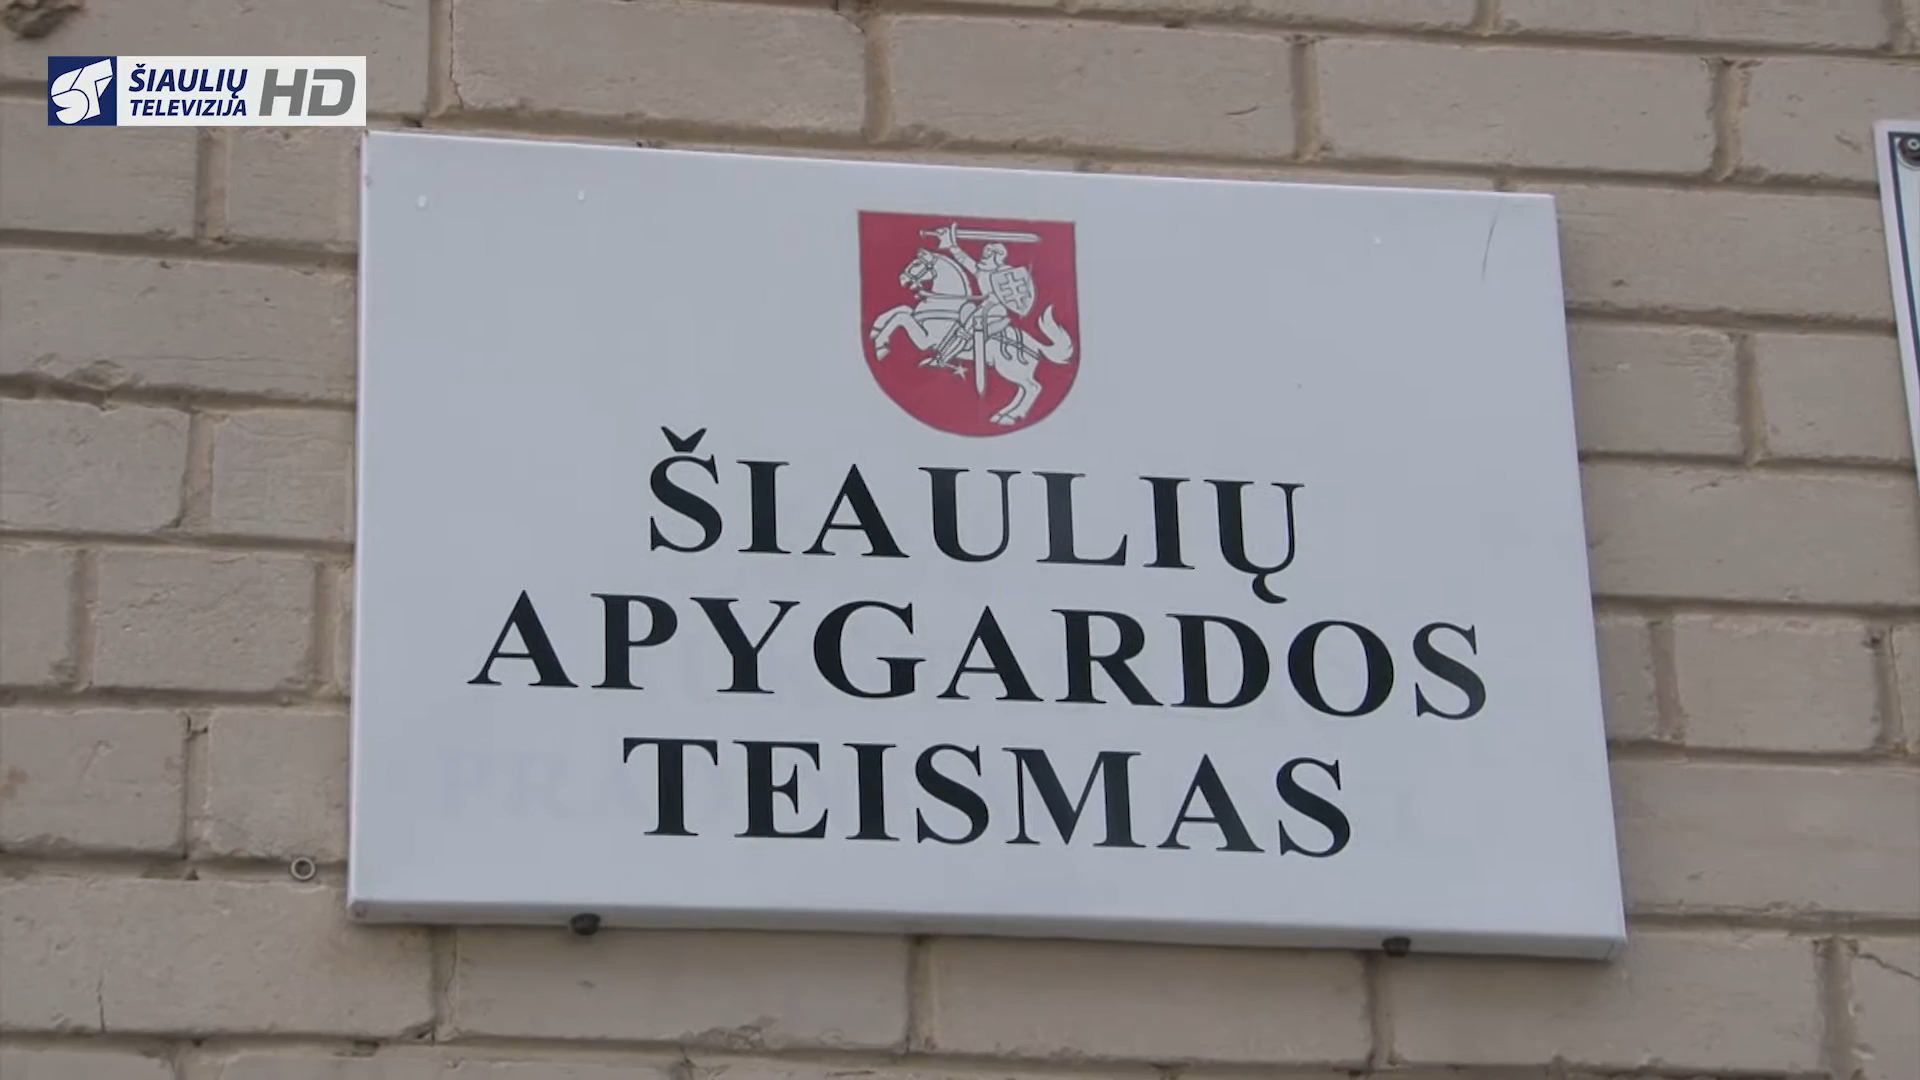 ŠIAULIŲ
TELEVIZIJA HD
ŠIAULIŲ
APYGARDOS
TEISMAS